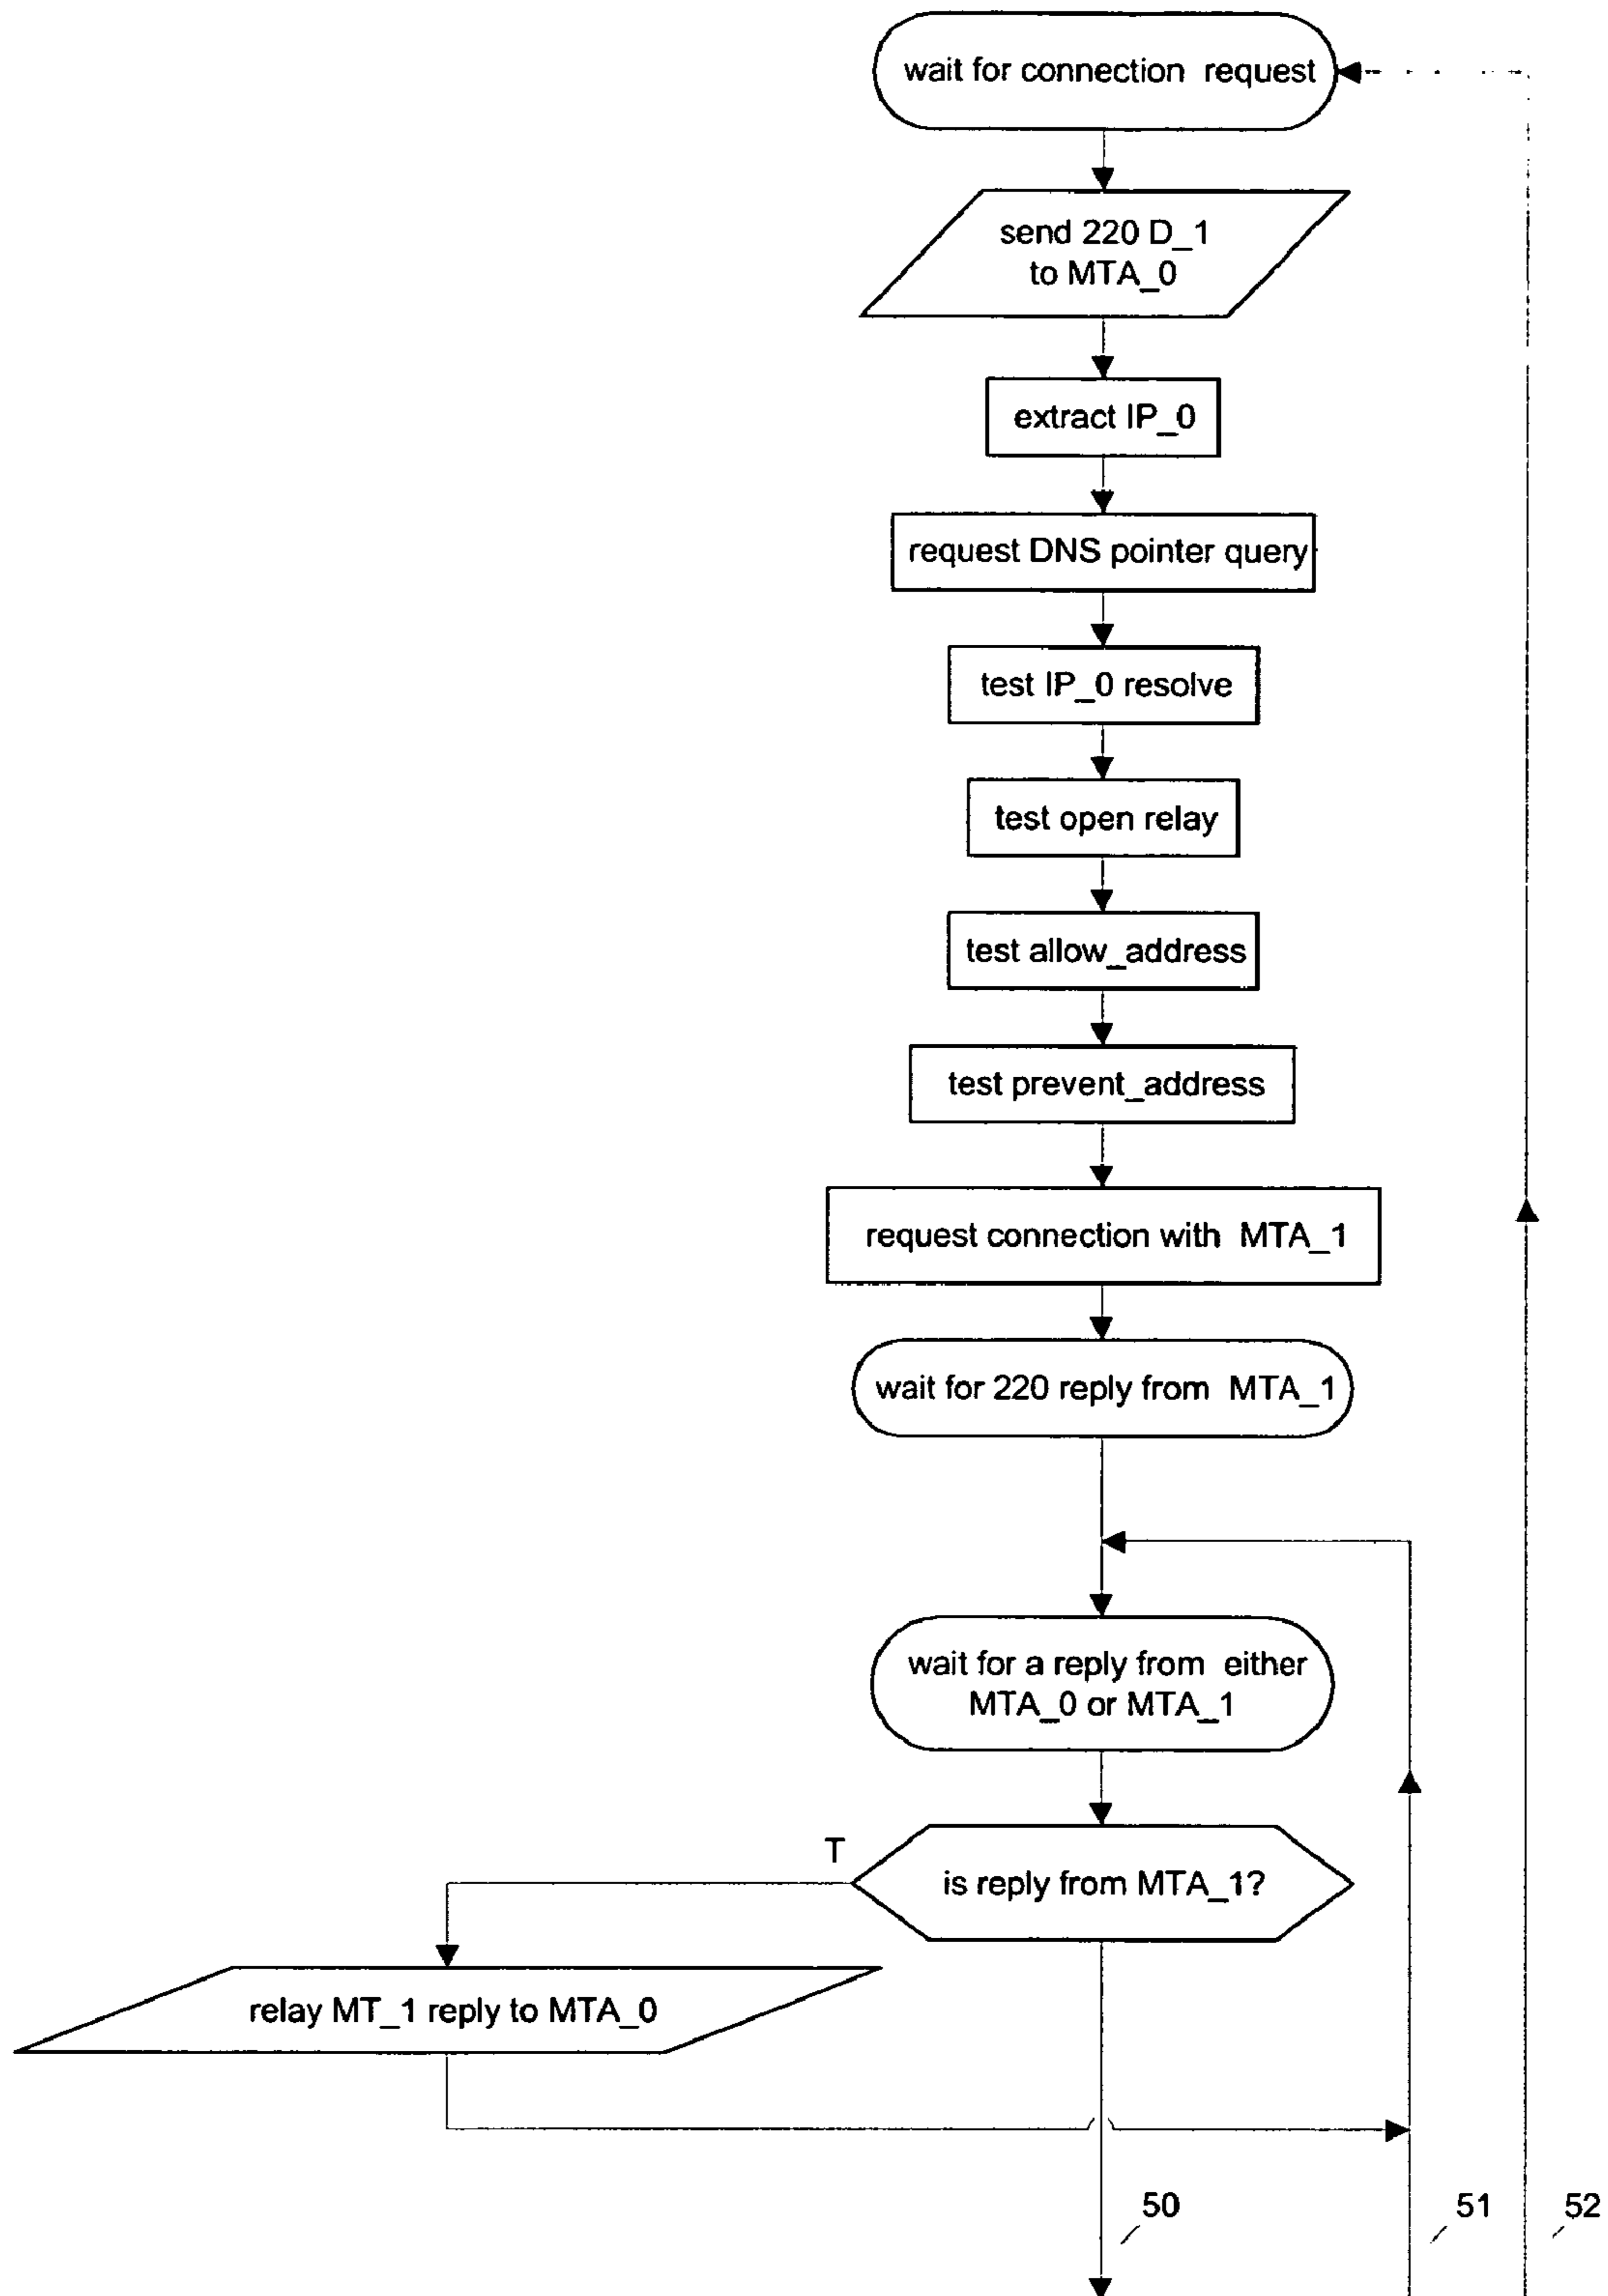 wait for connection request
send 220 D_1
to MTA_0
extract IP_0
request DNS pointer query
test IP_0 resolve
test open relay
test allow_address
test prevent_address
request connection with MTA_1
wait for 220 reply from MTA_1
wait for a reply from either
MTA_0 or MTA_1
T
is reply from MTA_1?
relay MT_1 reply to MTA_0
50
51
52